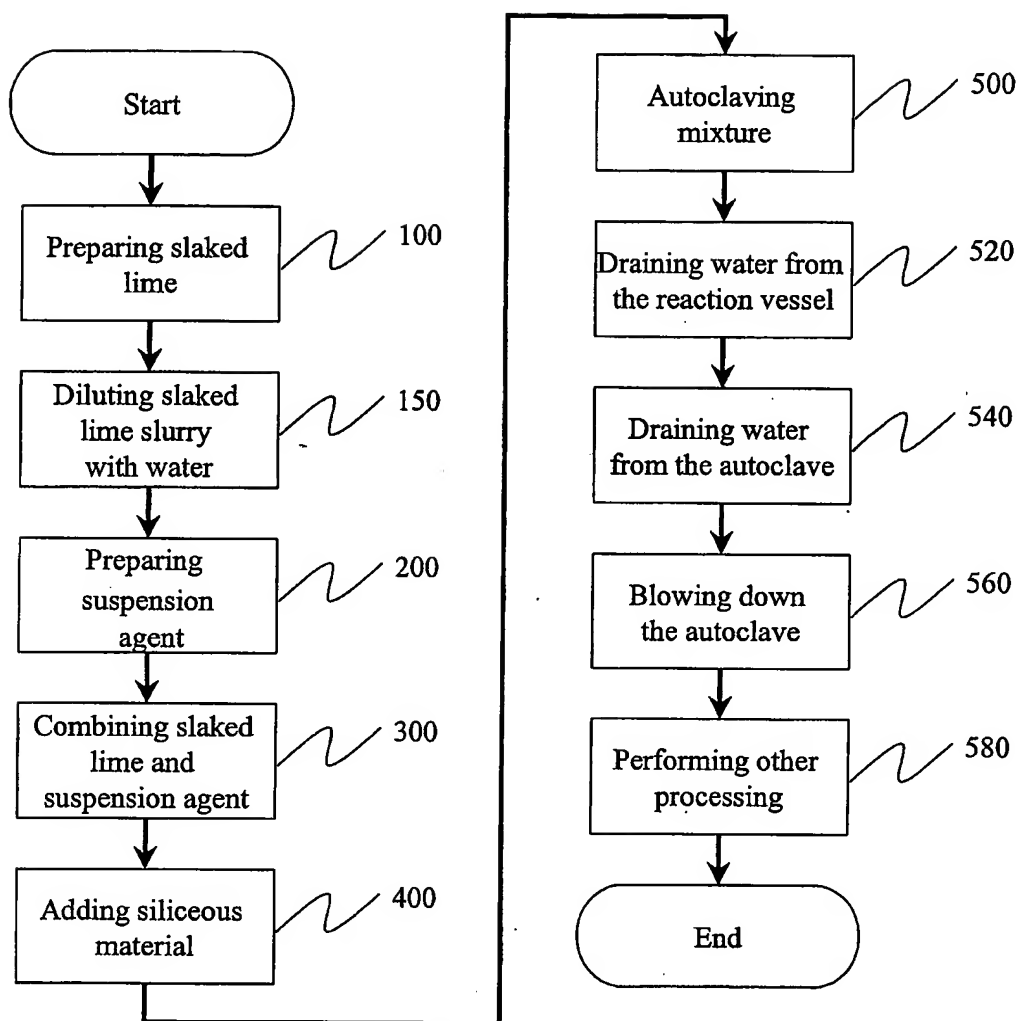 Start
Preparing slaked
lime
100
Diluting slaked
lime slurry
with water
150
Preparing
suspension
agent
200
Combining slaked
lime and
suspension agent
300
Adding siliceous
material
400
Autoclaving
mixture
500
Draining water from
the reaction vessel
520
Draining water
from the autoclave
540
Blowing down
the autoclave
560
Performing other
processing
580
End